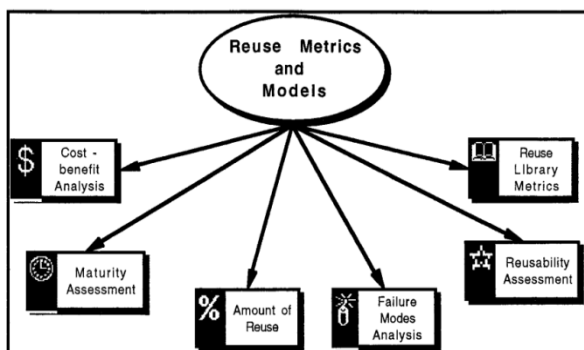 Reuse Metrics
and
Models
$
Cost -
benefit
Analysis
Reuse
Library
Metrics
Maturity
Assessment
%
Amount of
Reuse
Failure
Modes
Analysis
Reusability
Assessment